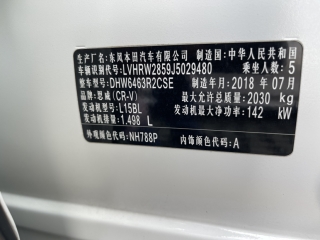 生产厂名:东风本田汽车有限公司 制造国:中华人民共和国
车辆识别代号:LVHRW2859J5029480 乘坐人数:5
整车型号:DHW6463R2CSE 制造年月:2018 年 07 月
品名:思威(CR-V) 最大允许总质量:2030 kg
发动机型号:L15BL 发动机最大净功率:142 kW
发动机排量:1.498 L
外观颜色代码:NH788P 内饰颜色代码:A